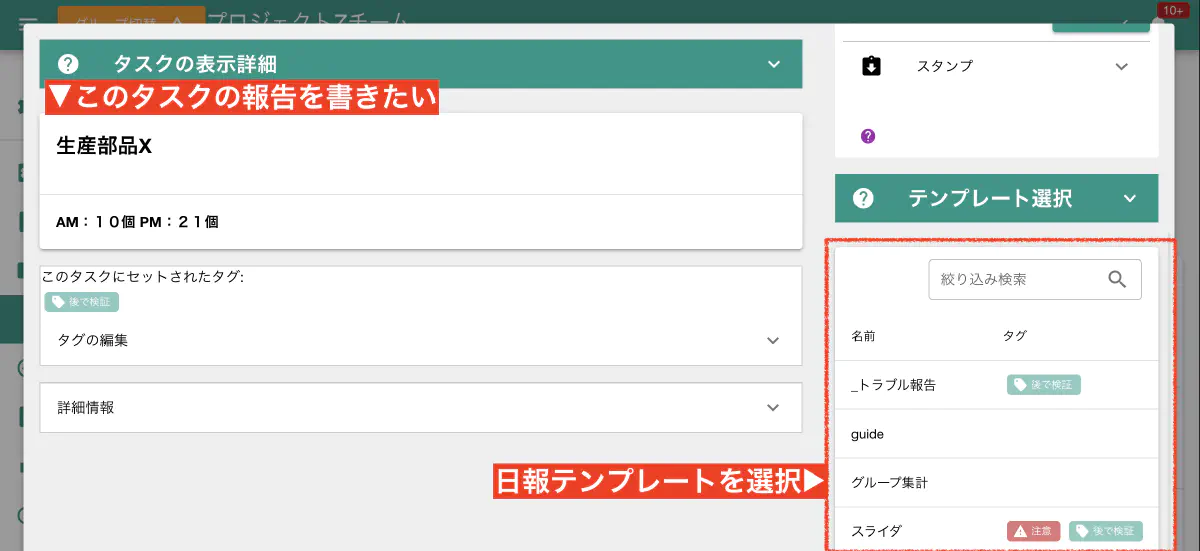 グループ切替
プロジェクトZチーム
10+
タスクの表示詳細
▼このタスクの報告を書きたい
生産部品X
AM：１０個 PM：２１個
このタスクにセットされたタグ:
後で検証
タグの編集
詳細情報
スタンプ
テンプレート選択
絞り込み検索
名前 タグ
_トラブル報告 後で検証
guide
グループ集計
スライダ 注意 後で検証
日報テンプレートを選択▶